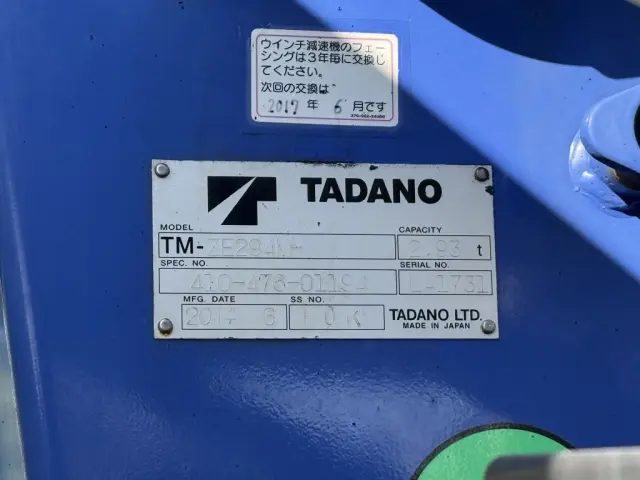 ウインチ減速機のフェー
シングは3年毎に交換し
てください。
次回の交換は
2017 年 6 月です
TADANO
MODEL CAPACITY
TM- 2.93 t
SPEC. NO. SERIAL NO.
MFG. DATE SS NO.
2014 6
TADANO LTD.
MADE IN JAPAN